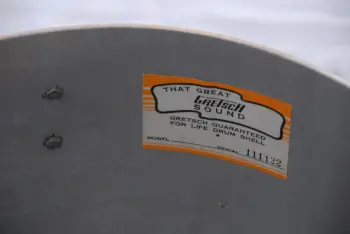 THAT GREAT
GRETSCH
SOUND
GRETSCH GUARANTEED
FOR LIFE DRUM SHELL
MODEL SERIAL 111122